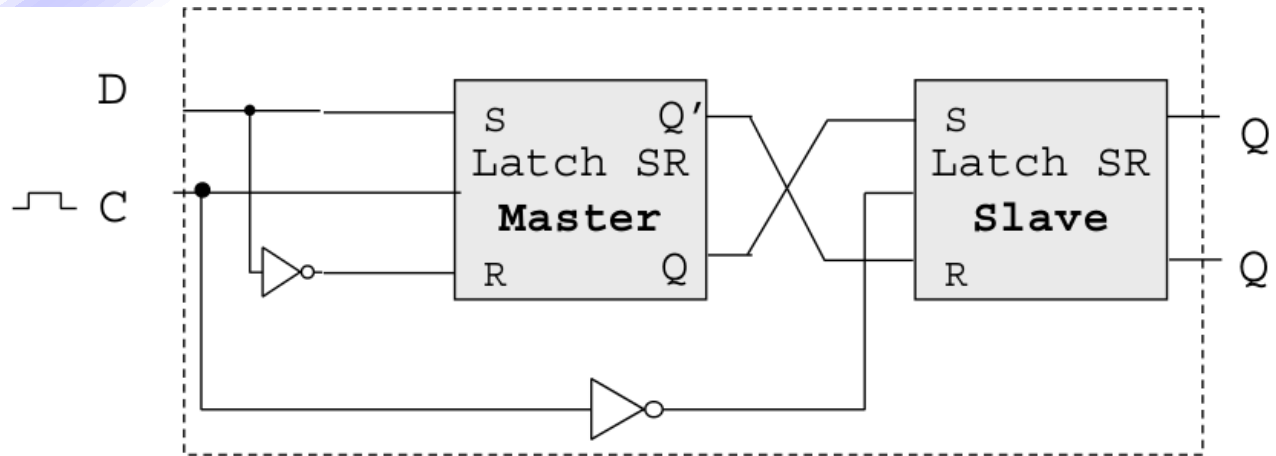 D
C
S Q’
Latch SR
Master
R Q
S
Latch SR
Slave
R
Q
Q